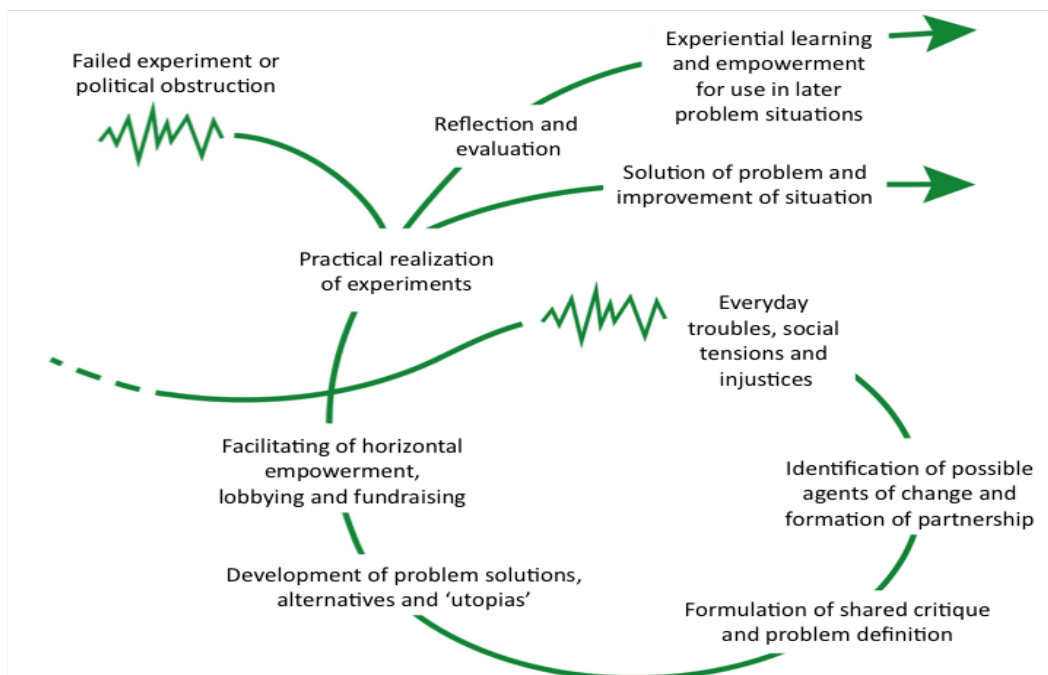 Failed experiment or
political obstruction
Experiential learning
and empowerment
for use in later
problem situations
Reflection and
evaluation
Solution of problem and
improvement of situation
Practical realization
of experiments
Everyday
troubles, social
tensions and
injustices
Facilitating of horizontal
empowerment,
lobbying and fundraising
Identification of possible
agents of change and
formation of partnership
Development of problem solutions,
alternatives and ‘utopias’
Formulation of shared critique
and problem definition